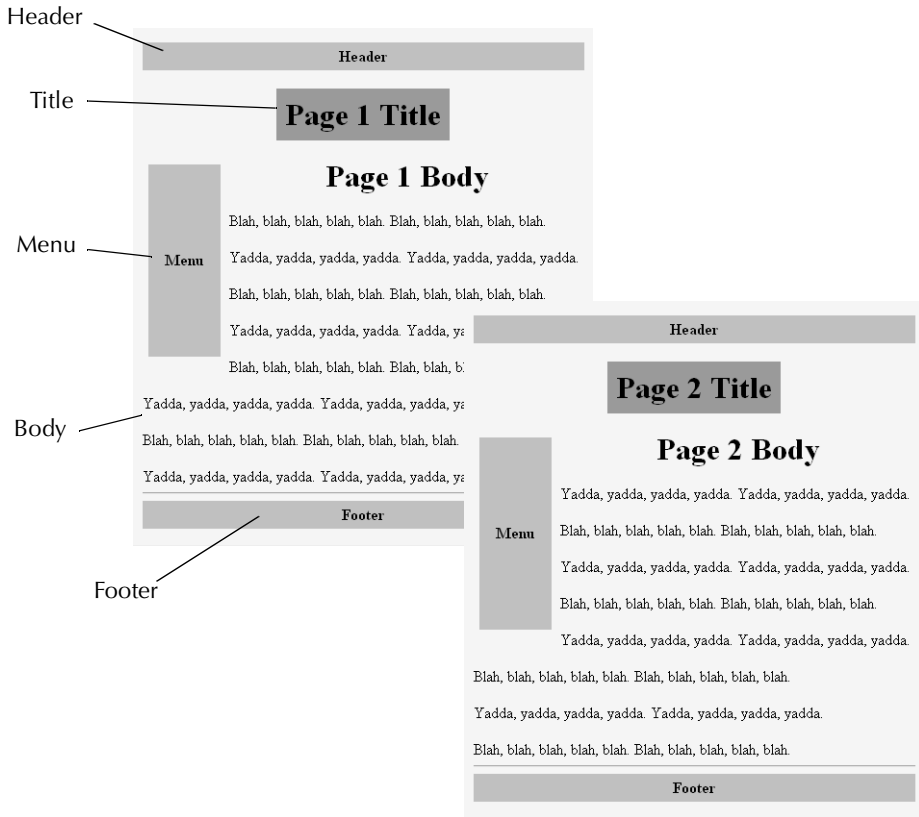 Header
Header
Title
Page 1 Title
Page 1 Body
Blah, blah, blah, blah, blah. Blah, blah, blah, blah, blah.
Menu
Menu
Yadda, yadda, yadda, yadda. Yadda, yadda, yadda, yadda.
Blah, blah, blah, blah, blah. Blah, blah, blah, blah, blah.
Yadda, yadda, yadda, yadda. Yadda,
Blah, blah, blah, blah, blah. Blah, blah,
Yadda, yadda, yadda, yadda. Yadda, yadda, yadda,
Body
Blah, blah, blah, blah, blah. Blah, blah, blah, blah, blah.
Yadda, yadda, yadda, yadda. Yadda, yadda, yadda,
Footer
Footer
Header
Page 2 Title
Page 2 Body
Yadda, yadda, yadda, yadda. Yadda, yadda, yadda, yadda.
Menu
Blah, blah, blah, blah, blah. Blah, blah, blah, blah, blah.
Yadda, yadda, yadda, yadda. Yadda, yadda, yadda, yadda.
Blah, blah, blah, blah, blah. Blah, blah, blah, blah, blah.
Yadda, yadda, yadda, yadda. Yadda, yadda, yadda, yadda.
Blah, blah, blah, blah, blah. Blah, blah, blah, blah, blah.
Yadda, yadda, yadda, yadda. Yadda, yadda, yadda, yadda.
Blah, blah, blah, blah, blah. Blah, blah, blah, blah, blah.
Footer